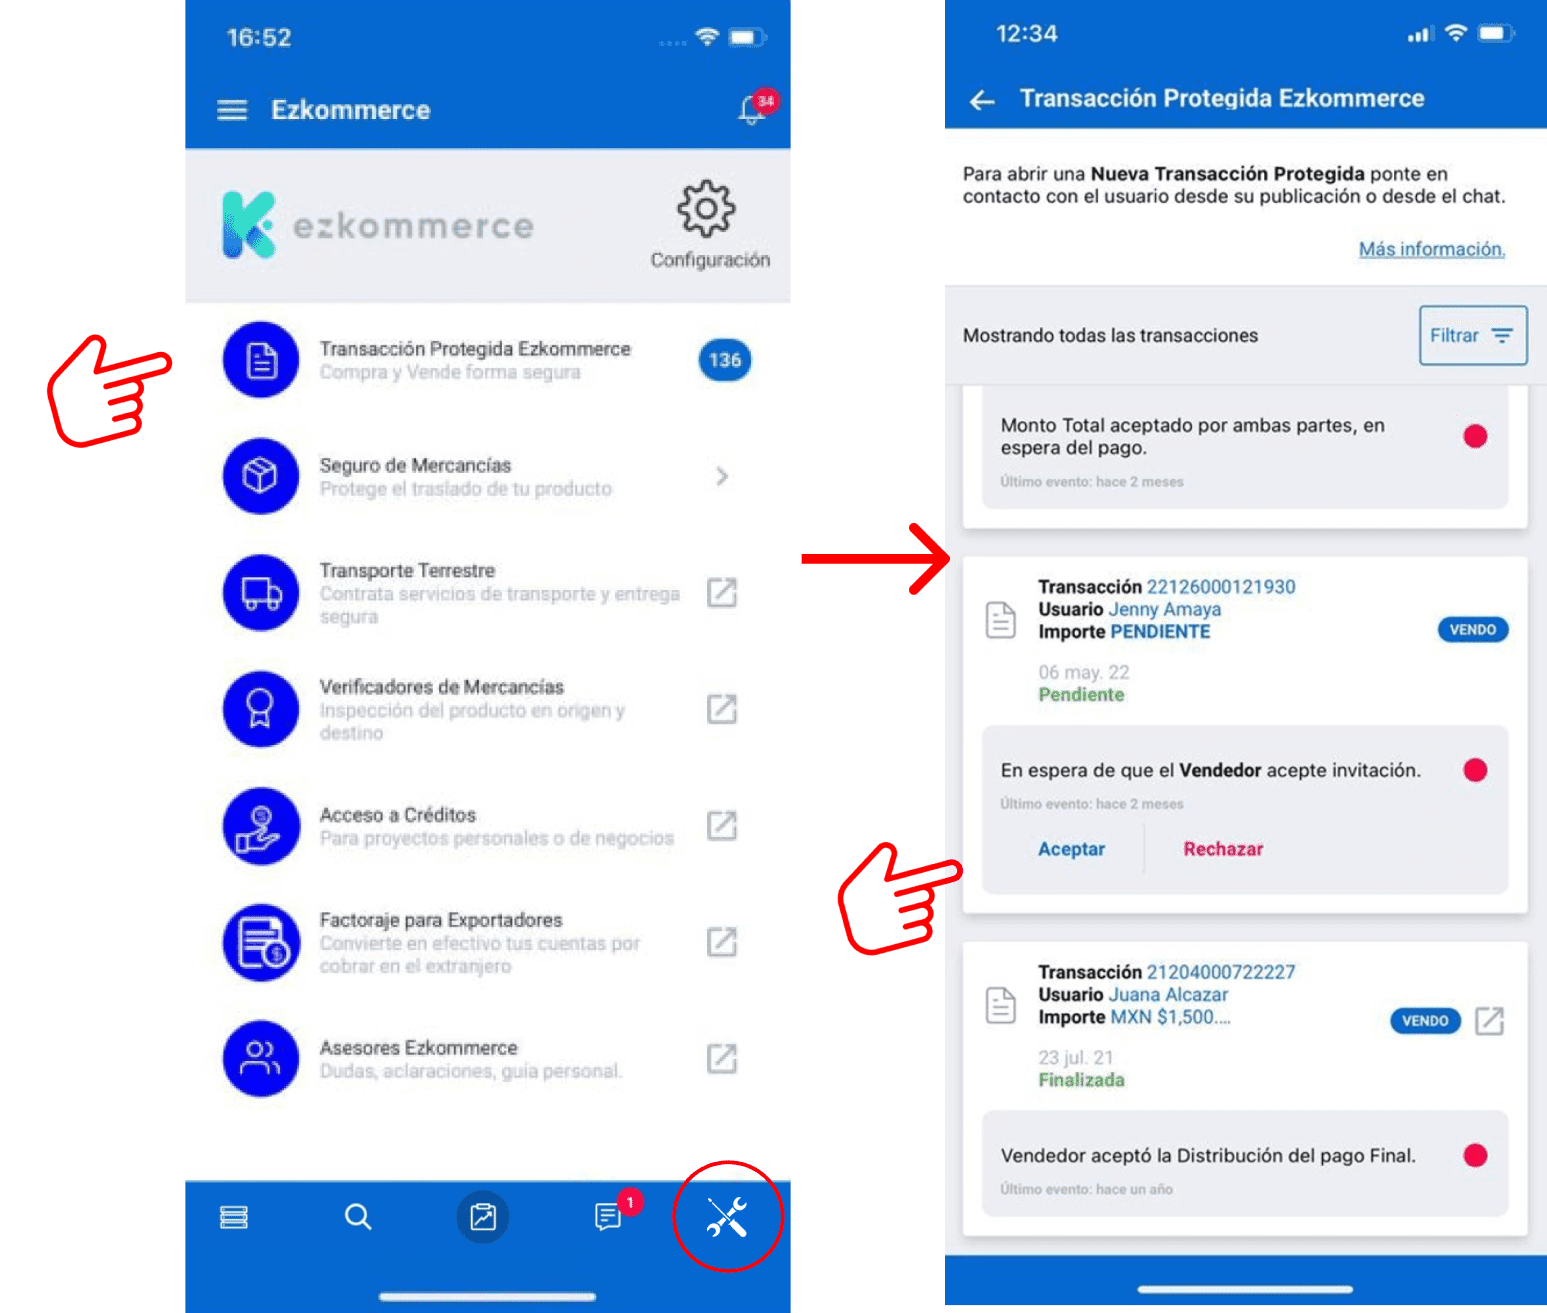 16:52
Ezkommerce
34
ezkommerce
Configuración
Transacción Protegida Ezkommerce
Compra y Vende forma segura
136
Seguro de Mercancías
Protege el traslado de tu producto
Transporte Terrestre
Contrata servicios de transporte y entrega
segura
Verificadores de Mercancías
Inspección del producto en origen y
destino
Acceso a Créditos
Para proyectos personales o de negocios
Factoraje para Exportadores
Convierte en efectivo tus cuentas por
cobrar en el extranjero
Asesores Ezkommerce
Dudas, aclaraciones, guia personal.
1
12:34
Transacción Protegida Ezkommerce
Para abrir una Nueva Transacción Protegida ponte en
contacto con el usuario desde su publicación o desde el chat.
Más información.
Mostrando todas las transacciones
Filtrar
Monto Total aceptado por ambas partes, en
espera del pago.
Último evento: hace 2 meses
Transacción 22126000121930
Usuario Jenny Amaya
Importe PENDIENTE
VENDO
06 may. 22
Pendiente
En espera de que el Vendedor acepte invitación.
Último evento: hace 2 meses
Aceptar
Rechazar
Transacción 21204000722227
Usuario Juana Alcazar
Importe MXN $1,500....
VENDO
23 jul. 21
Finalizada
Vendedor aceptó la Distribución del pago Final.
Último evento: hace un año